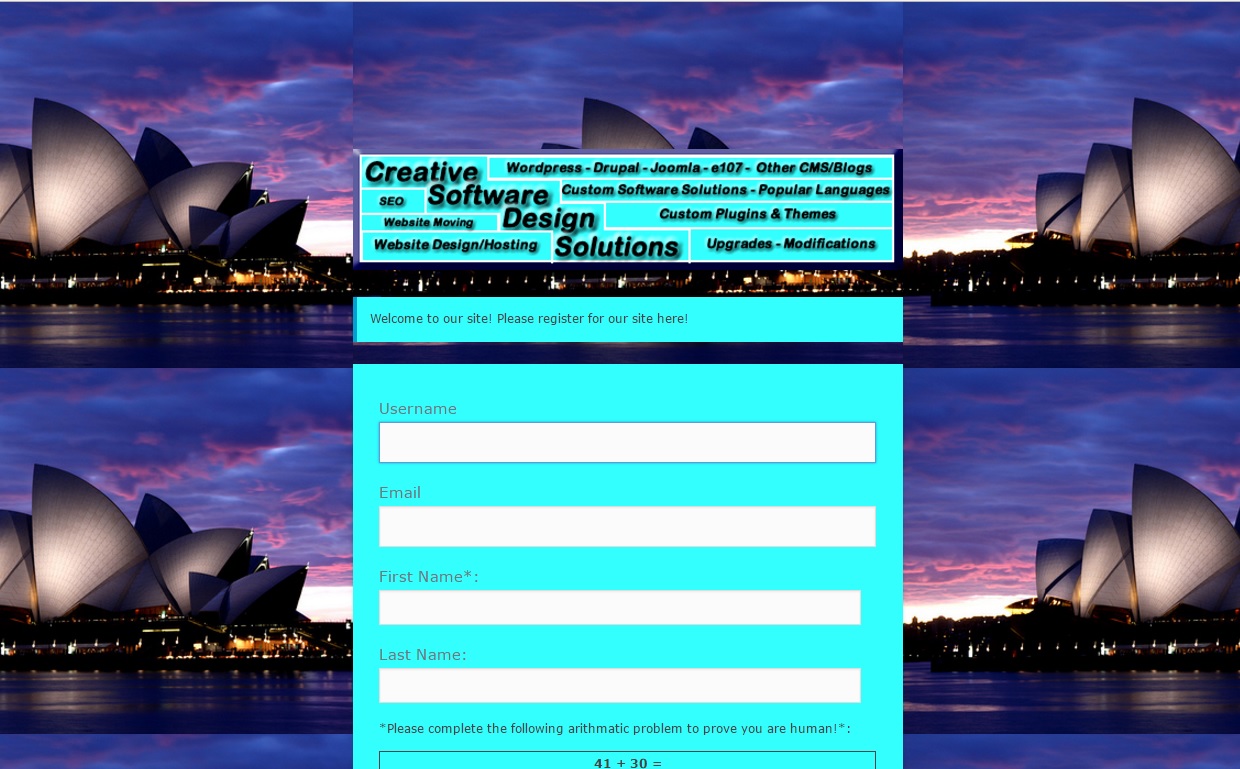 Creative
Wordpress - Drupal - Joomla - e107 - Other CMS/Blogs
Software
Custom Software Solutions - Popular Languages
SEO
Design
Custom Plugins & Themes
Website Moving
Website Design/Hosting
Solutions
Upgrades - Modifications
Welcome to our site! Please register for our site here!
Username
Email
First Name*:
Last Name:
*Please complete the following arithmatic problem to prove you are human!*:
41 + 30 =